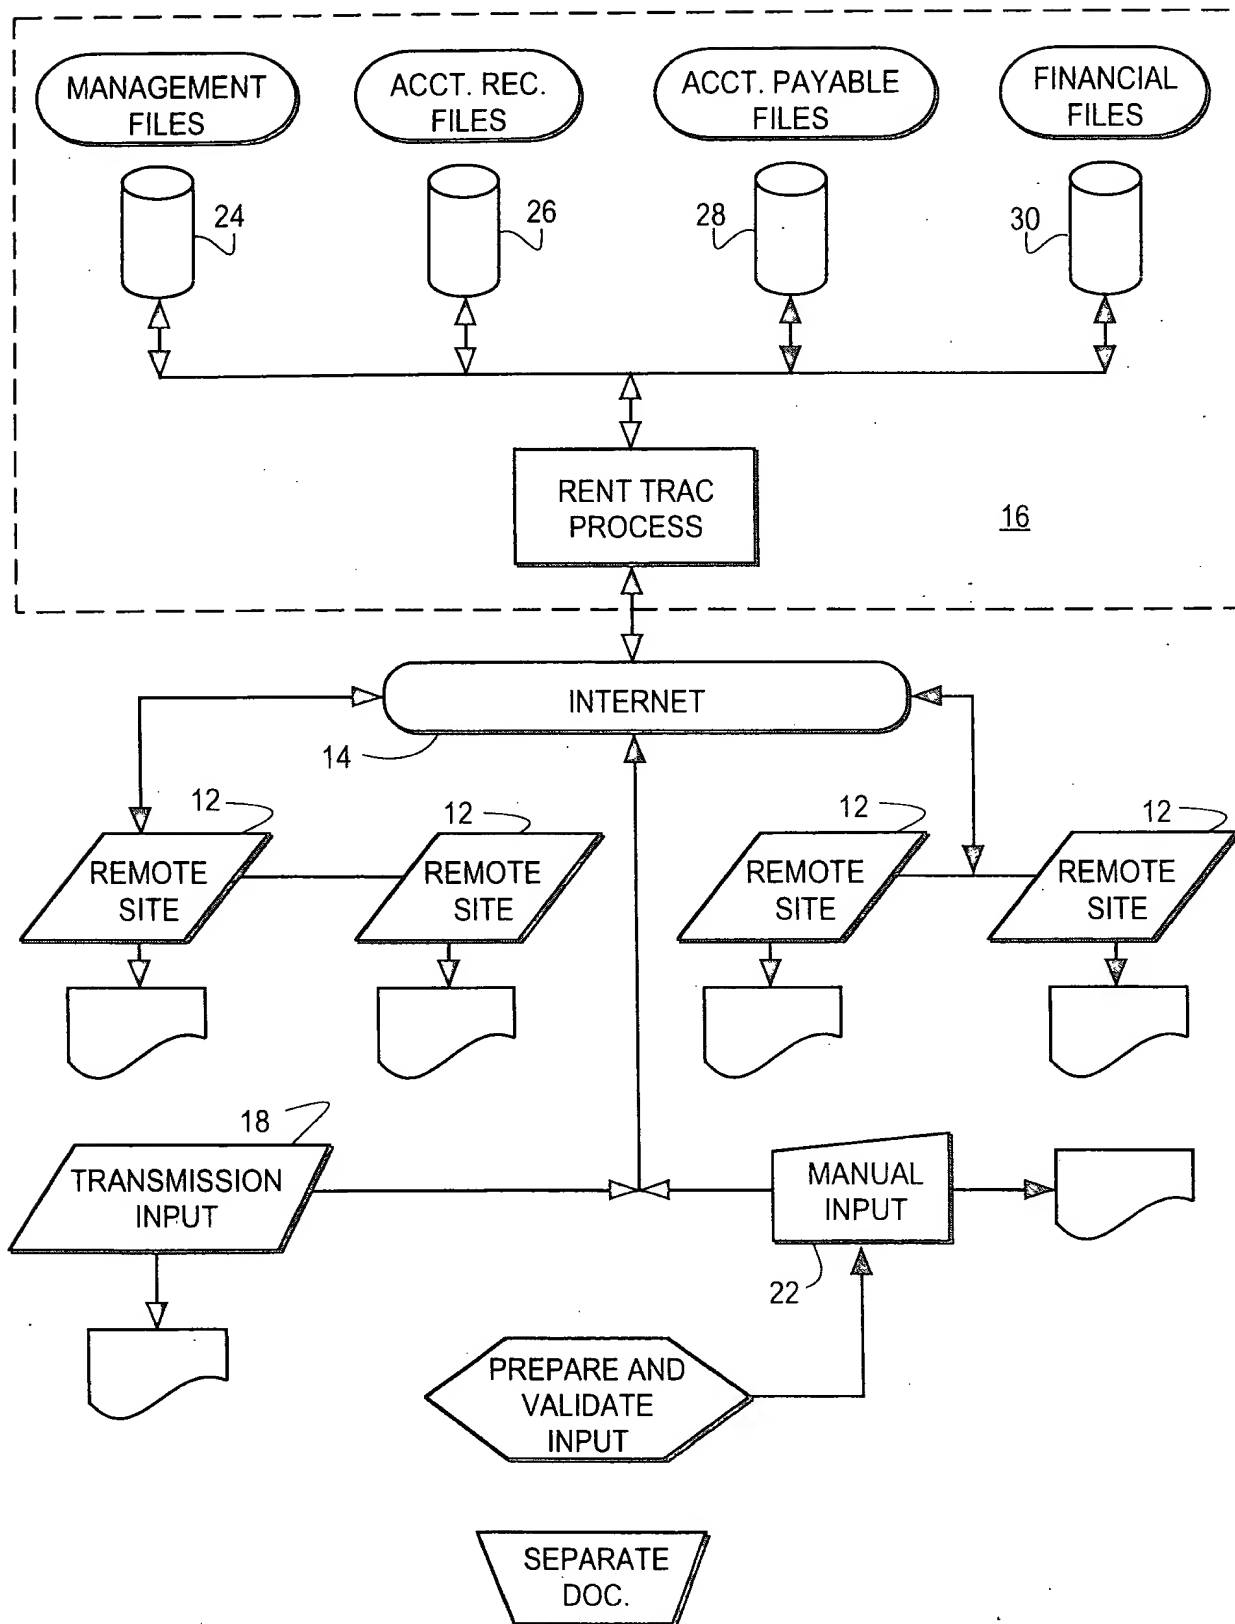 MANAGEMENT
FILES
ACCT. REC.
FILES
ACCT. PAYABLE
FILES
FINANCIAL
FILES
24
26
28
30
RENT TRAC
PROCESS
16
INTERNET
14
12
12
12
12
REMOTE
SITE
REMOTE
SITE
REMOTE
SITE
REMOTE
SITE
18
TRANSMISSION
INPUT
MANUAL
INPUT
22
PREPARE AND
VALIDATE
INPUT
SEPARATE
DOC.